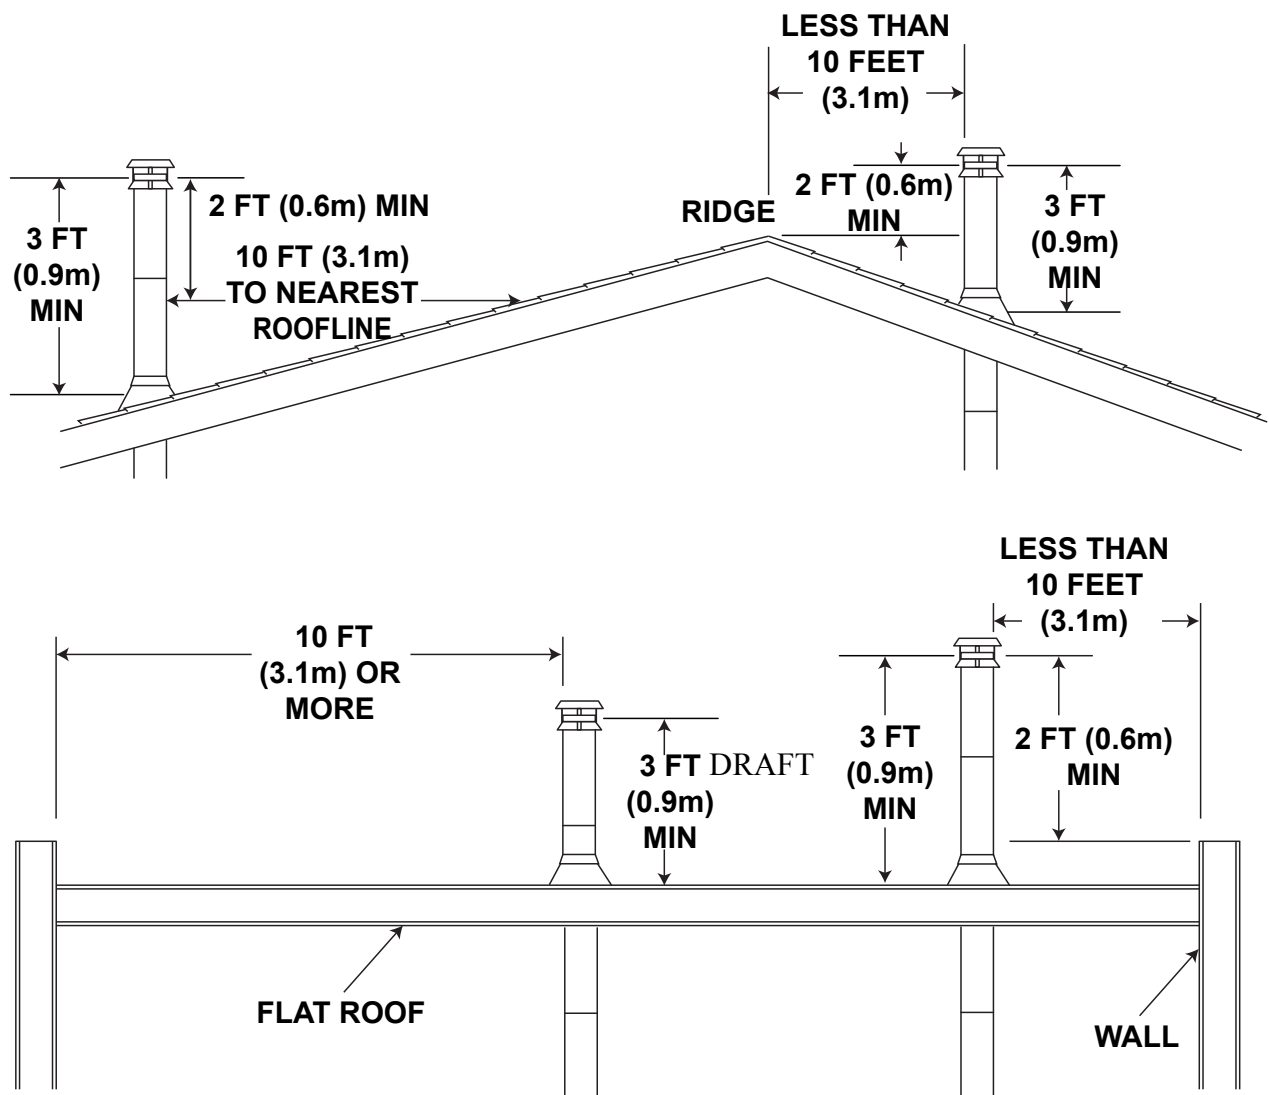 LESS THAN
10 FEET
(3.1m)
2 FT (0.6m) MIN
3 FT
(0.9m)
MIN
10 FT (3.1m)
TO NEAREST
ROOFLINE
RIDGE
2 FT (0.6m)
MIN
3 FT
(0.9m)
MIN
LESS THAN
10 FEET
(3.1m)
10 FT
(3.1m) OR
MORE
3 FT DRAFT
(0.9m)
MIN
3 FT
(0.9m)
MIN
2 FT (0.6m)
MIN
FLAT ROOF
WALL